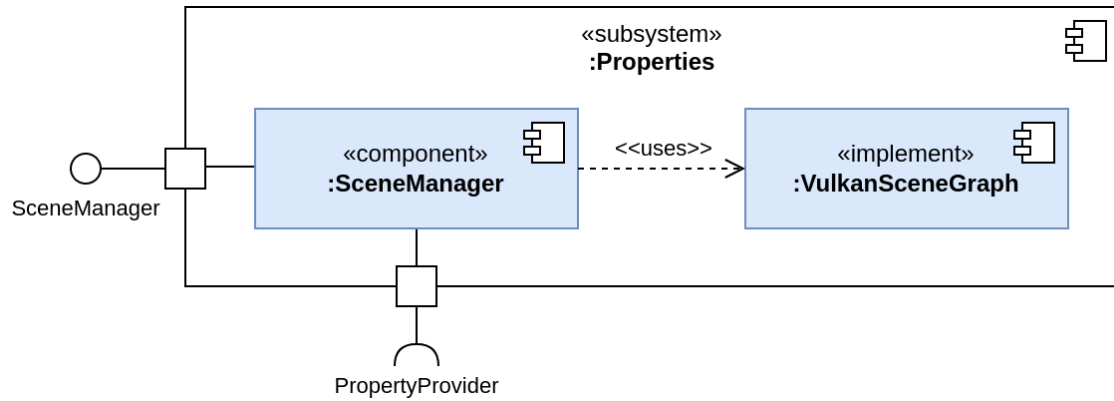 «subsystem»
:Properties
«component»
:SceneManager
<<uses>>
«implement»
:VulkanSceneGraph
SceneManager
PropertyProvider